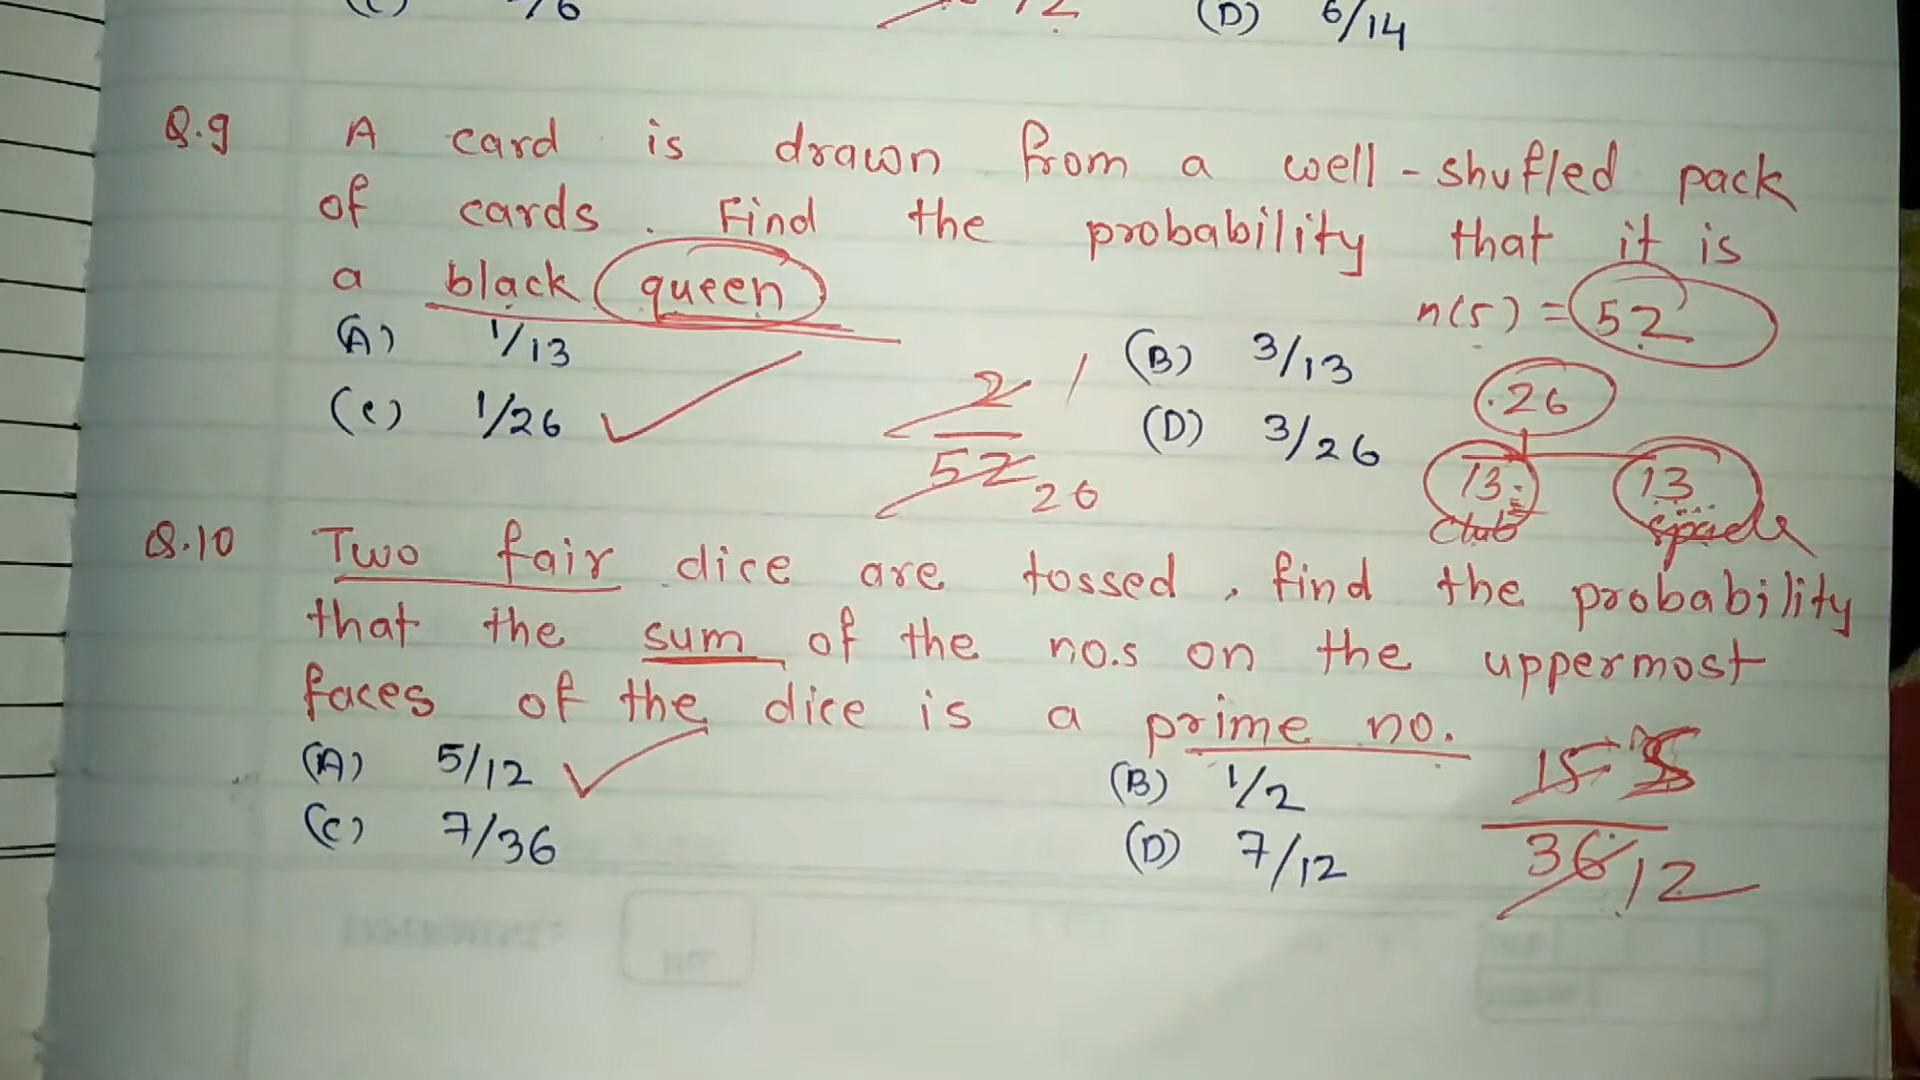 (C) 1/6 (D) 6/14
Q.9 A card is drawn from a well-shufled pack
of cards. Find the probability that it is
a black queen
n(S) = 52
(A) 1/13 (B) 3/13
(C) 1/26 (D) 3/26
2 1
52 26
26
13 13
Club Spade
Q.10 Two fair dice are tossed, find the probability
that the sum of the no.s on the uppermost
faces of the dice is a prime no.
(A) 5/12 (B) 1/2
(C) 7/36 (D) 7/12
15 5
36 12